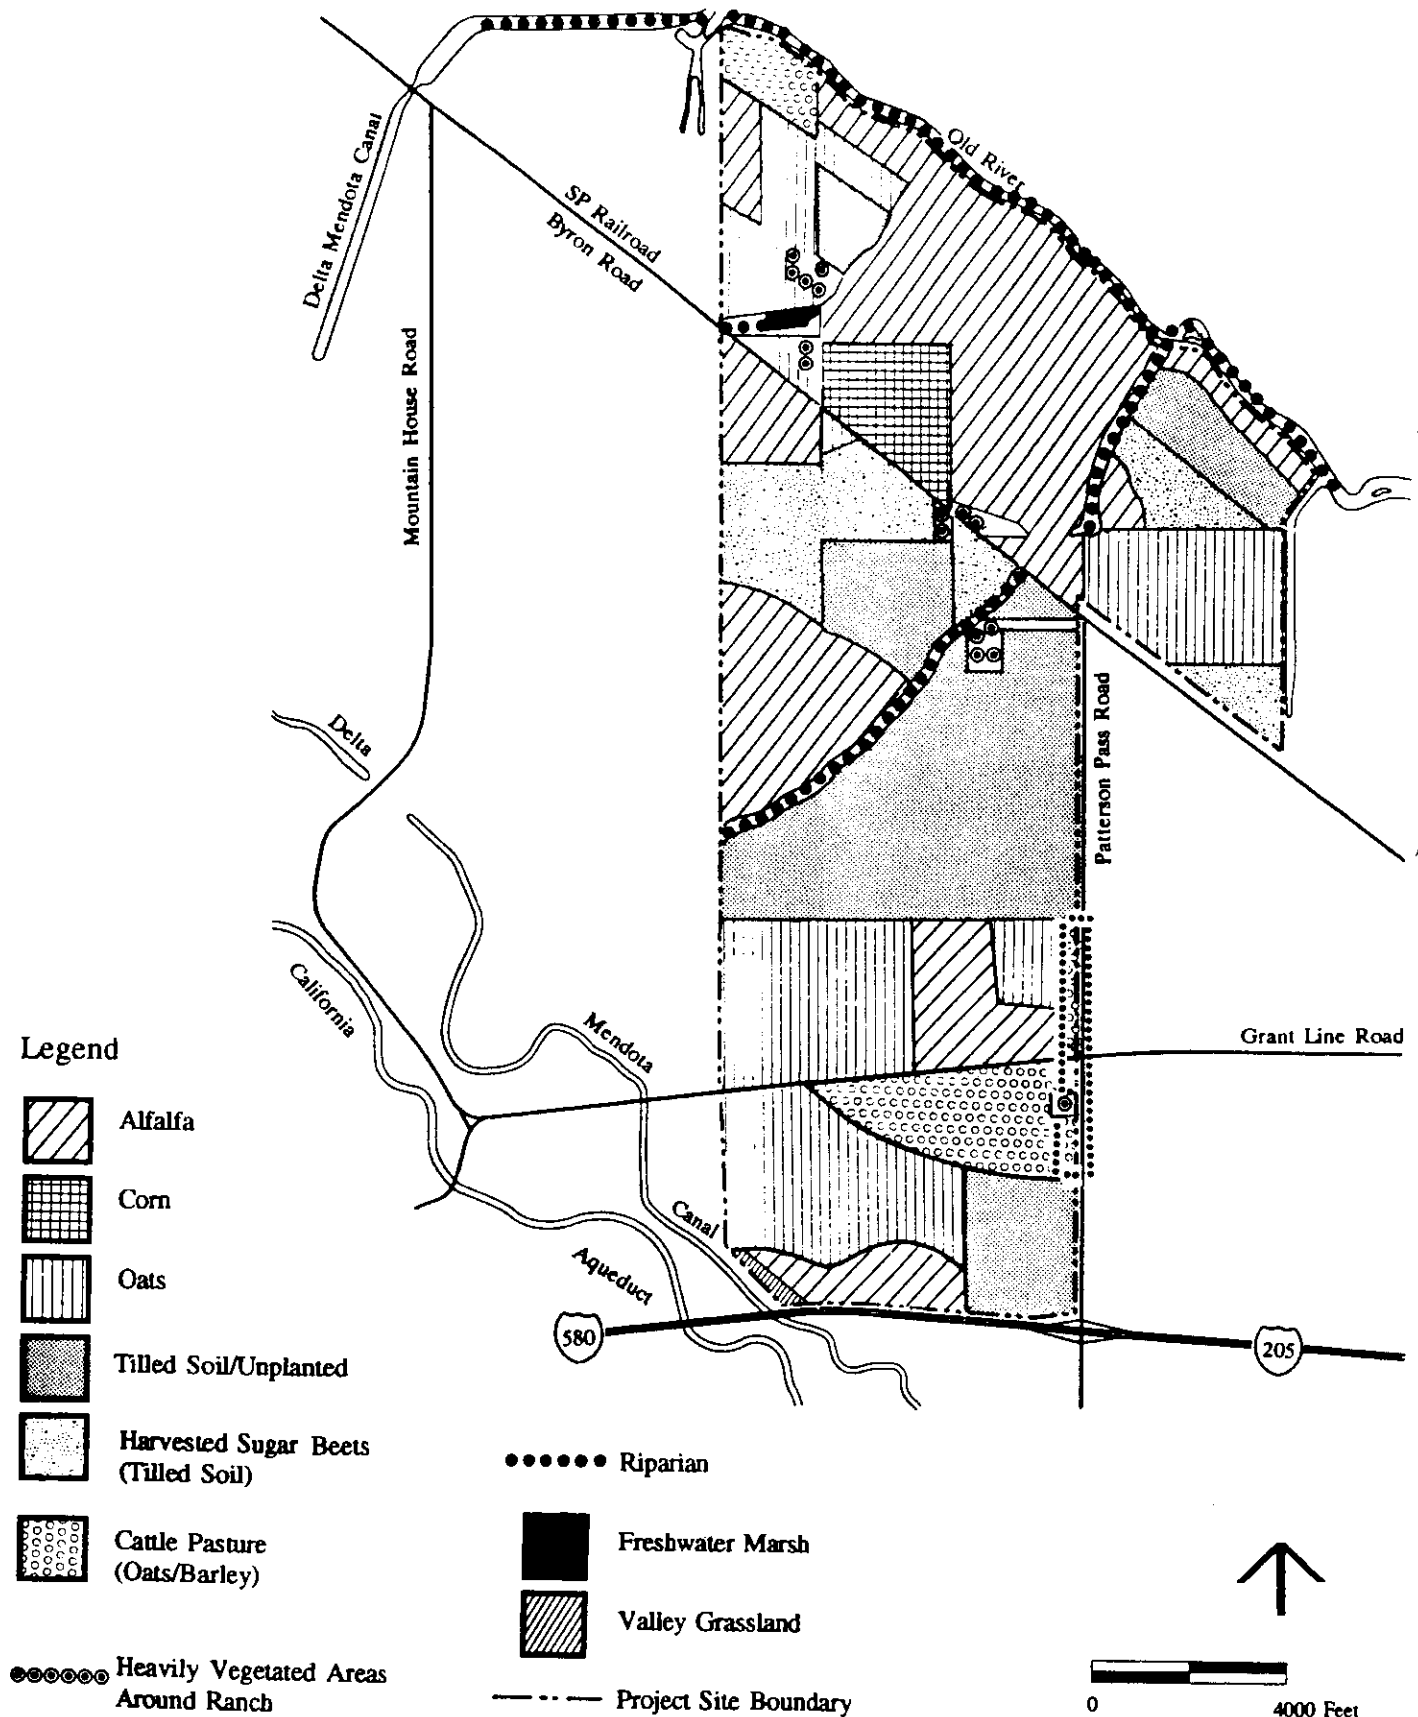 Old River
Delta Mendota Canal
SP Railroad
Byron Road
Mountain House Road
Patterson Pass Road
Delta
California
Mendota
Grant Line Road
Canal
Aqueduct
580
205
Legend
Alfalfa
Corn
Oats
Tilled Soil/Unplanted
Harvested Sugar Beets
(Tilled Soil)
Cattle Pasture
(Oats/Barley)
Heavily Vegetated Areas
Around Ranch
Riparian
Freshwater Marsh
Valley Grassland
Project Site Boundary
0
4000 Feet